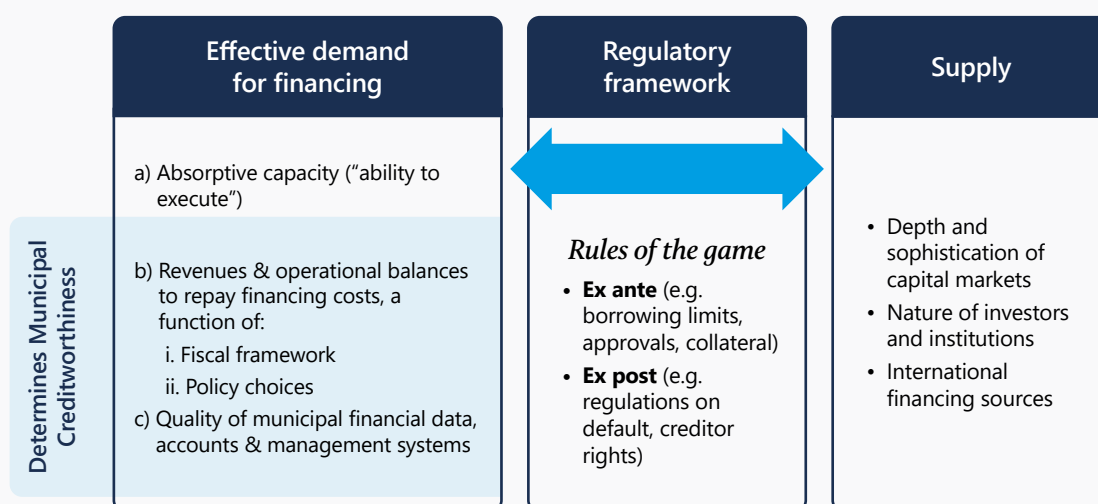 Effective demand
for financing
a) Absorptive capacity (“ability to
execute”)
Determines Municipal
Creditworthiness
b) Revenues & operational balances
to repay financing costs, a
function of:
i. Fiscal framework
ii. Policy choices
c) Quality of municipal financial data,
accounts & management systems
Regulatory
framework
Rules of the game
• Ex ante (e.g.
borrowing limits,
approvals, collateral)
• Ex post (e.g.
regulations on
default, creditor
rights)
Supply
• Depth and
sophistication of
capital markets
• Nature of investors
and institutions
• International
financing sources